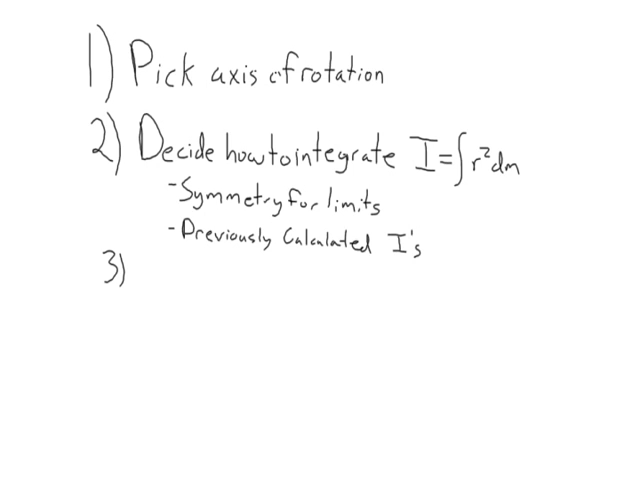 1) Pick axis of rotation
2) Decide how to integrate I=∫r²dm
-Symmetry for limits
-Previously Calculated I's
3)